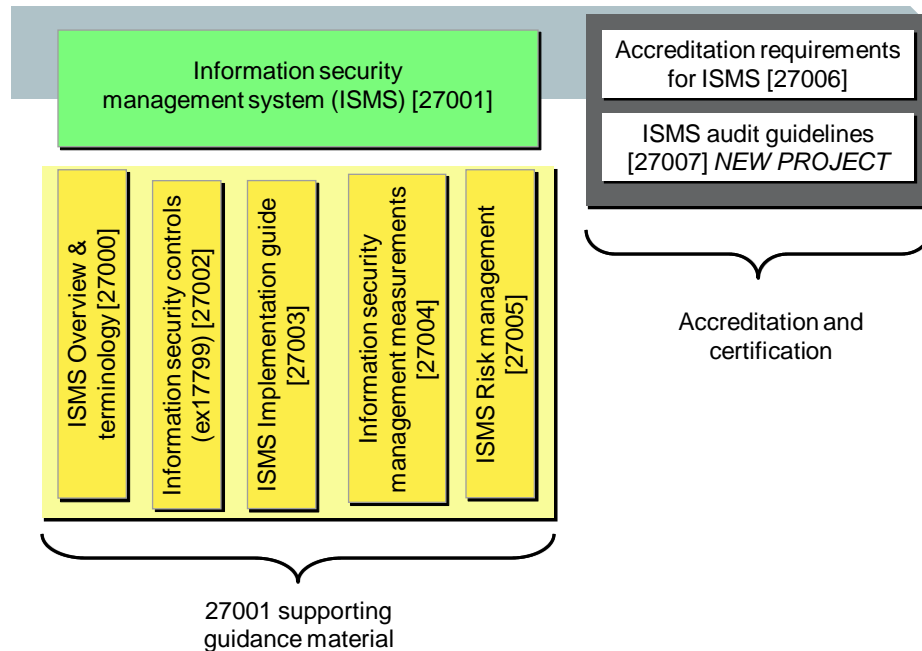 Information security
management system (ISMS) [27001]
Accreditation requirements
for ISMS [27006]
ISMS audit guidelines
[27007] NEW PROJECT
ISMS Overview &
terminology [27000]
Information security controls
(ex17799) [27002]
ISMS Implementation guide
[27003]
Information security
management measurements
[27004]
ISMS Risk management
[27005]
Accreditation and
certification
27001 supporting
guidance material